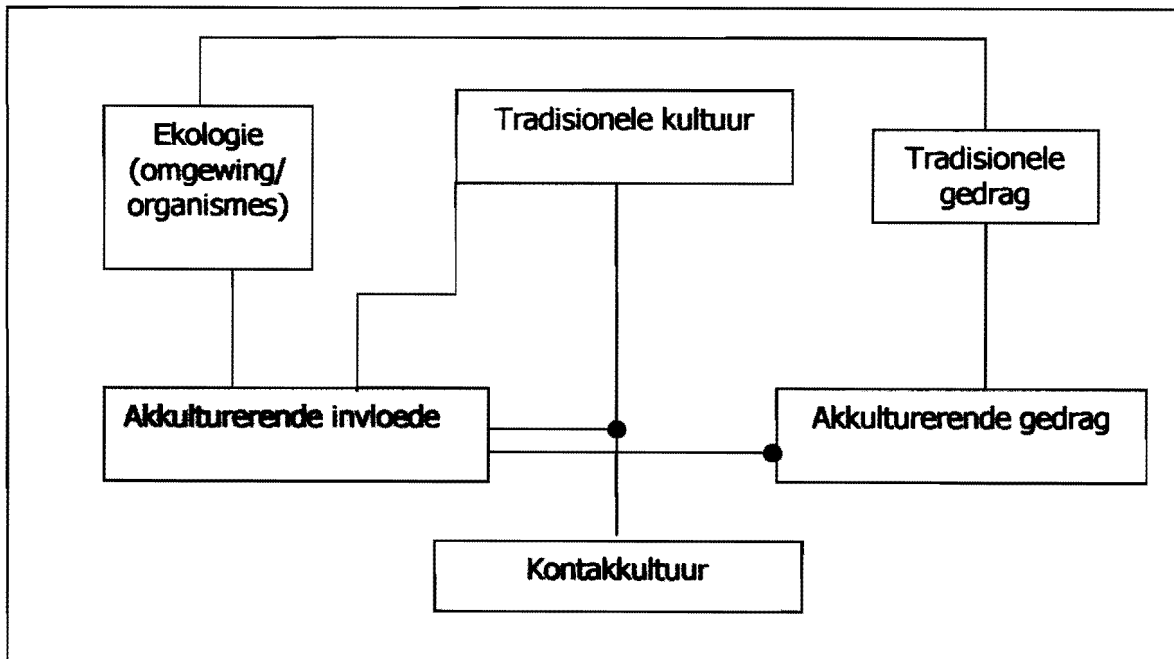 Ekologie
(omgewing/
organismes)
Tradisionele kultuur
Tradisionele
gedrag
Akkulturerende invloede
Akkulturerende gedrag
Kontakkultuur